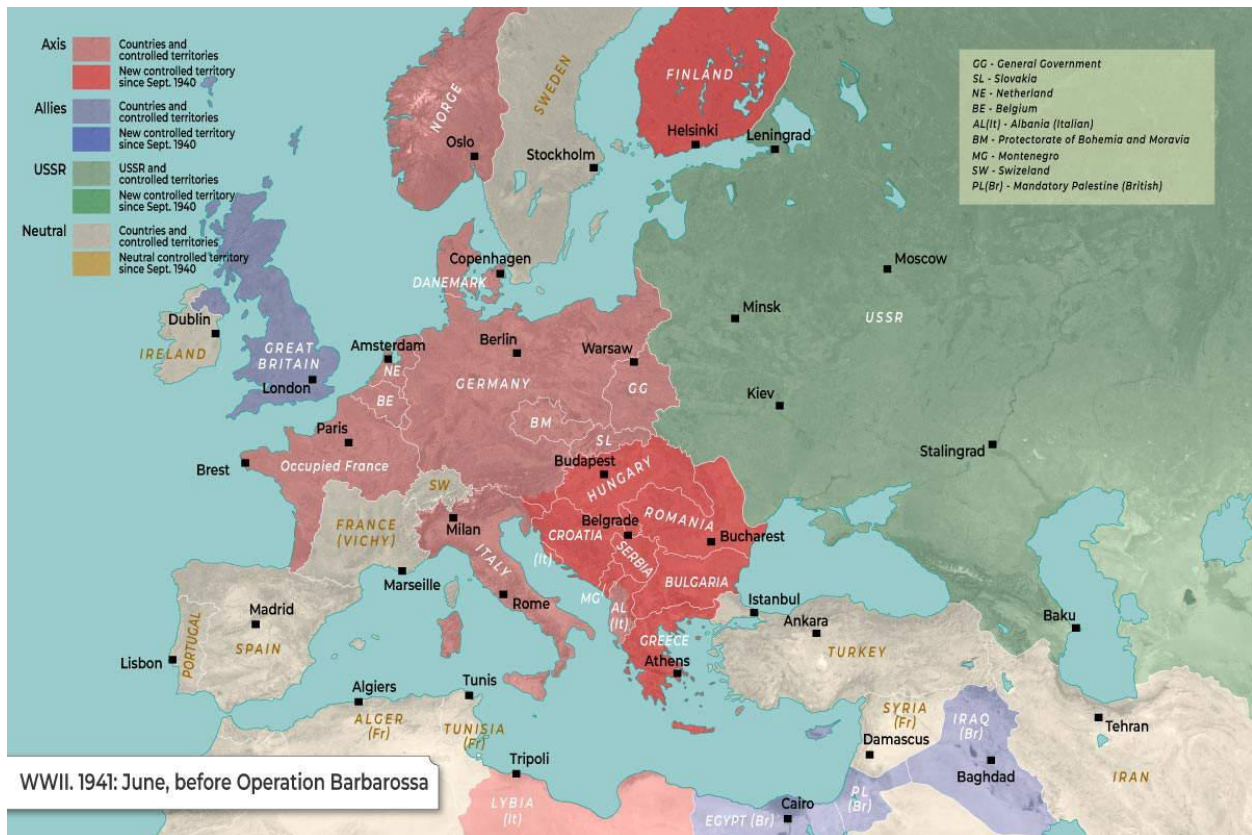 Axis
Countries and
controlled territories
New controlled territory
since Sept. 1940
Allies
Countries and
controlled territories
New controlled territory
since Sept. 1940
USSR
USSR and
controlled territories
New controlled territory
since Sept. 1940
Neutral
Countries and
controlled territories
Neutral controlled territory
since Sept. 1940
GG - General Government
SL - Slovakia
NE - Netherland
BE - Belgium
AL(It) - Albania (Italian)
BM - Protectorate of Bohemia and Moravia
MG - Montenegro
SW - Swizeland
PL(Br) - Mandatory Palestine (British)
NORGE
Oslo
SWEDEN
Stockholm
FINLAND
Helsinki
Leningrad
Copenhagen
DANEMARK
Moscow
Minsk
USSR
Dublin
IRELAND
GREAT
BRITAIN
London
Amsterdam
NE
BE
Berlin
GERMANY
Warsaw
GG
Kiev
BM
SL
Stalingrad
Paris
Brest
Occupied France
SW
Budapest
HUNGARY
FRANCE
(VICHY)
Milan
CROATIA
Belgrade
ROMANIA
Bucharest
(It)
SERBIA
ITALY
BULGARIA
Marseille
MG
AL
(It)
Rome
Istanbul
Ankara
Baku
Madrid
PORTUGAL
SPAIN
Lisbon
GREECE
Athens
TURKEY
Algiers
ALGER
(Fr)
Tunis
TUNISIA
(Fr)
SYRIA
(Fr)
Damascus
IRAQ
(Br)
Baghdad
Tehran
IRAN
Tripoli
LYBIA
(It)
EGYPT (Br)
Cairo
PL
(Br)
WWII. 1941: June, before Operation Barbarossa